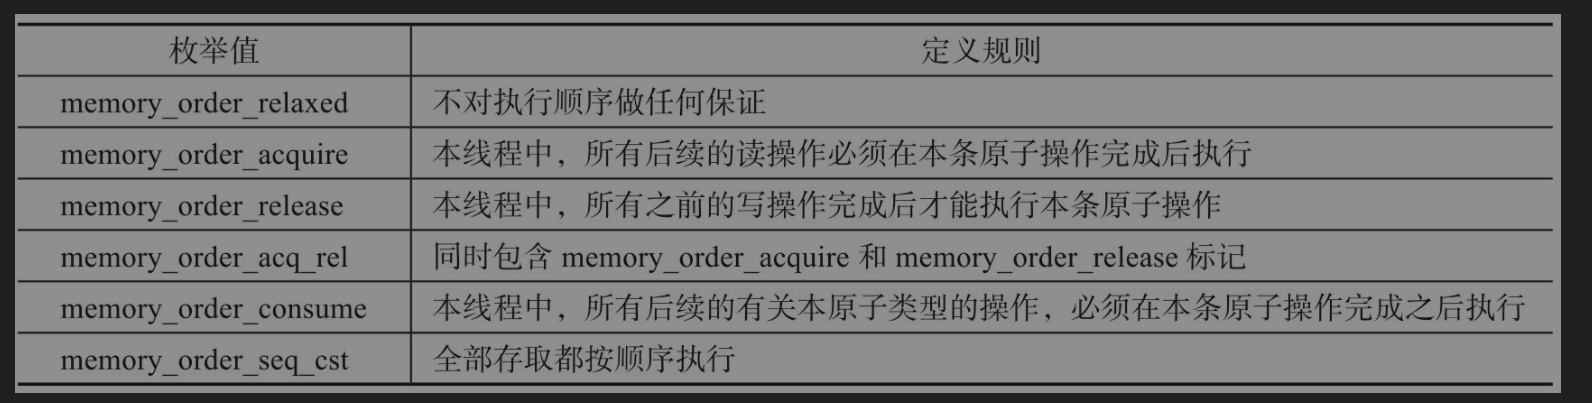 枚举值 定义规则
memory_order_relaxed 不对执行顺序做任何保证
memory_order_acquire 本线程中，所有后续的读操作必须在本条原子操作完成后执行
memory_order_release 本线程中，所有之前的写操作完成后才能执行本条原子操作
memory_order_acq_rel 同时包含 memory_order_acquire 和 memory_order_release 标记
memory_order_consume 本线程中，所有后续的有关本原子类型的操作，必须在本条原子操作完成之后执行
memory_order_seq_cst 全部存取都按顺序执行